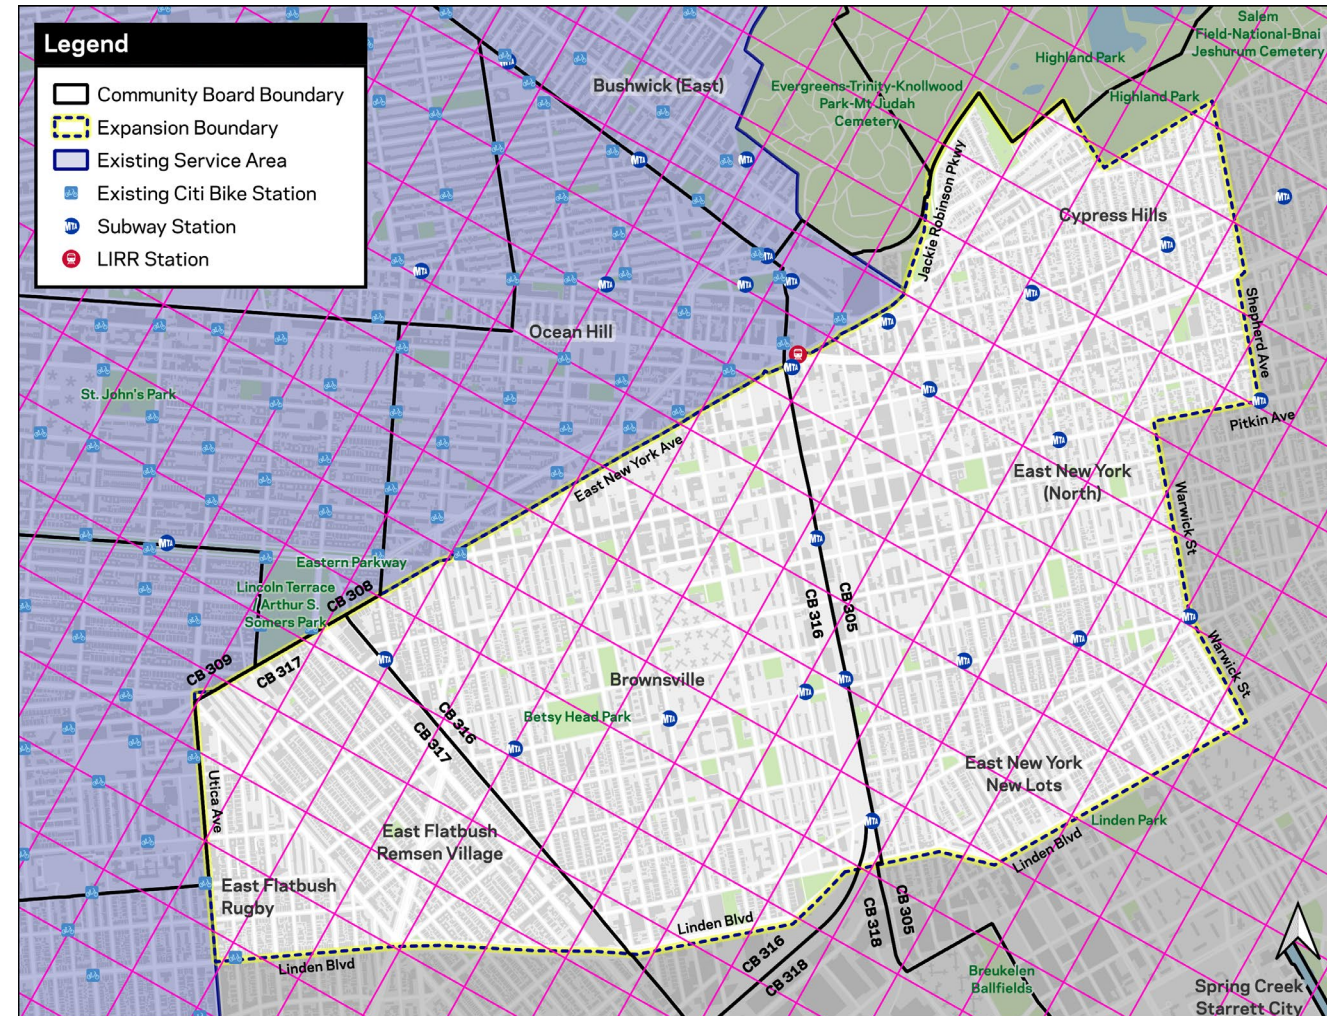 Legend
Community Board Boundary
Expansion Boundary
Existing Service Area
Existing Citi Bike Station
MTA
Subway Station
LIRR Station
Salem
Field-National-Bnai
Jeshurum Cemetery
Highland Park
Bushwick (East)
Evergreens-Trinity-Knollwood
Park-Mt Judah
Cemetery
Highland Park
Jackie Robinson Pkwy
Cypress Hills
Ocean Hill
Shepherd Ave
St. John's Park
Pitkin Ave
East New York Ave
East New York
(North)
Warwick St
Eastern Parkway
Lincoln Terrace
Arthur S.
Somers Park
CB 308
CB 309
CB 317
CB 316
CB 305
Warwick St
Brownsville
Betsy Head Park
CB 316
CB 317
Utica Ave
East New York
New Lots
East Flatbush
Remsen Village
Linden Park
Linden Blvd
East Flatbush
Rugby
Linden Blvd
CB 316
CB 318
CB 318
CB 305
Linden Blvd
Breukelen
Ballfields
Spring Creek
Starrett City